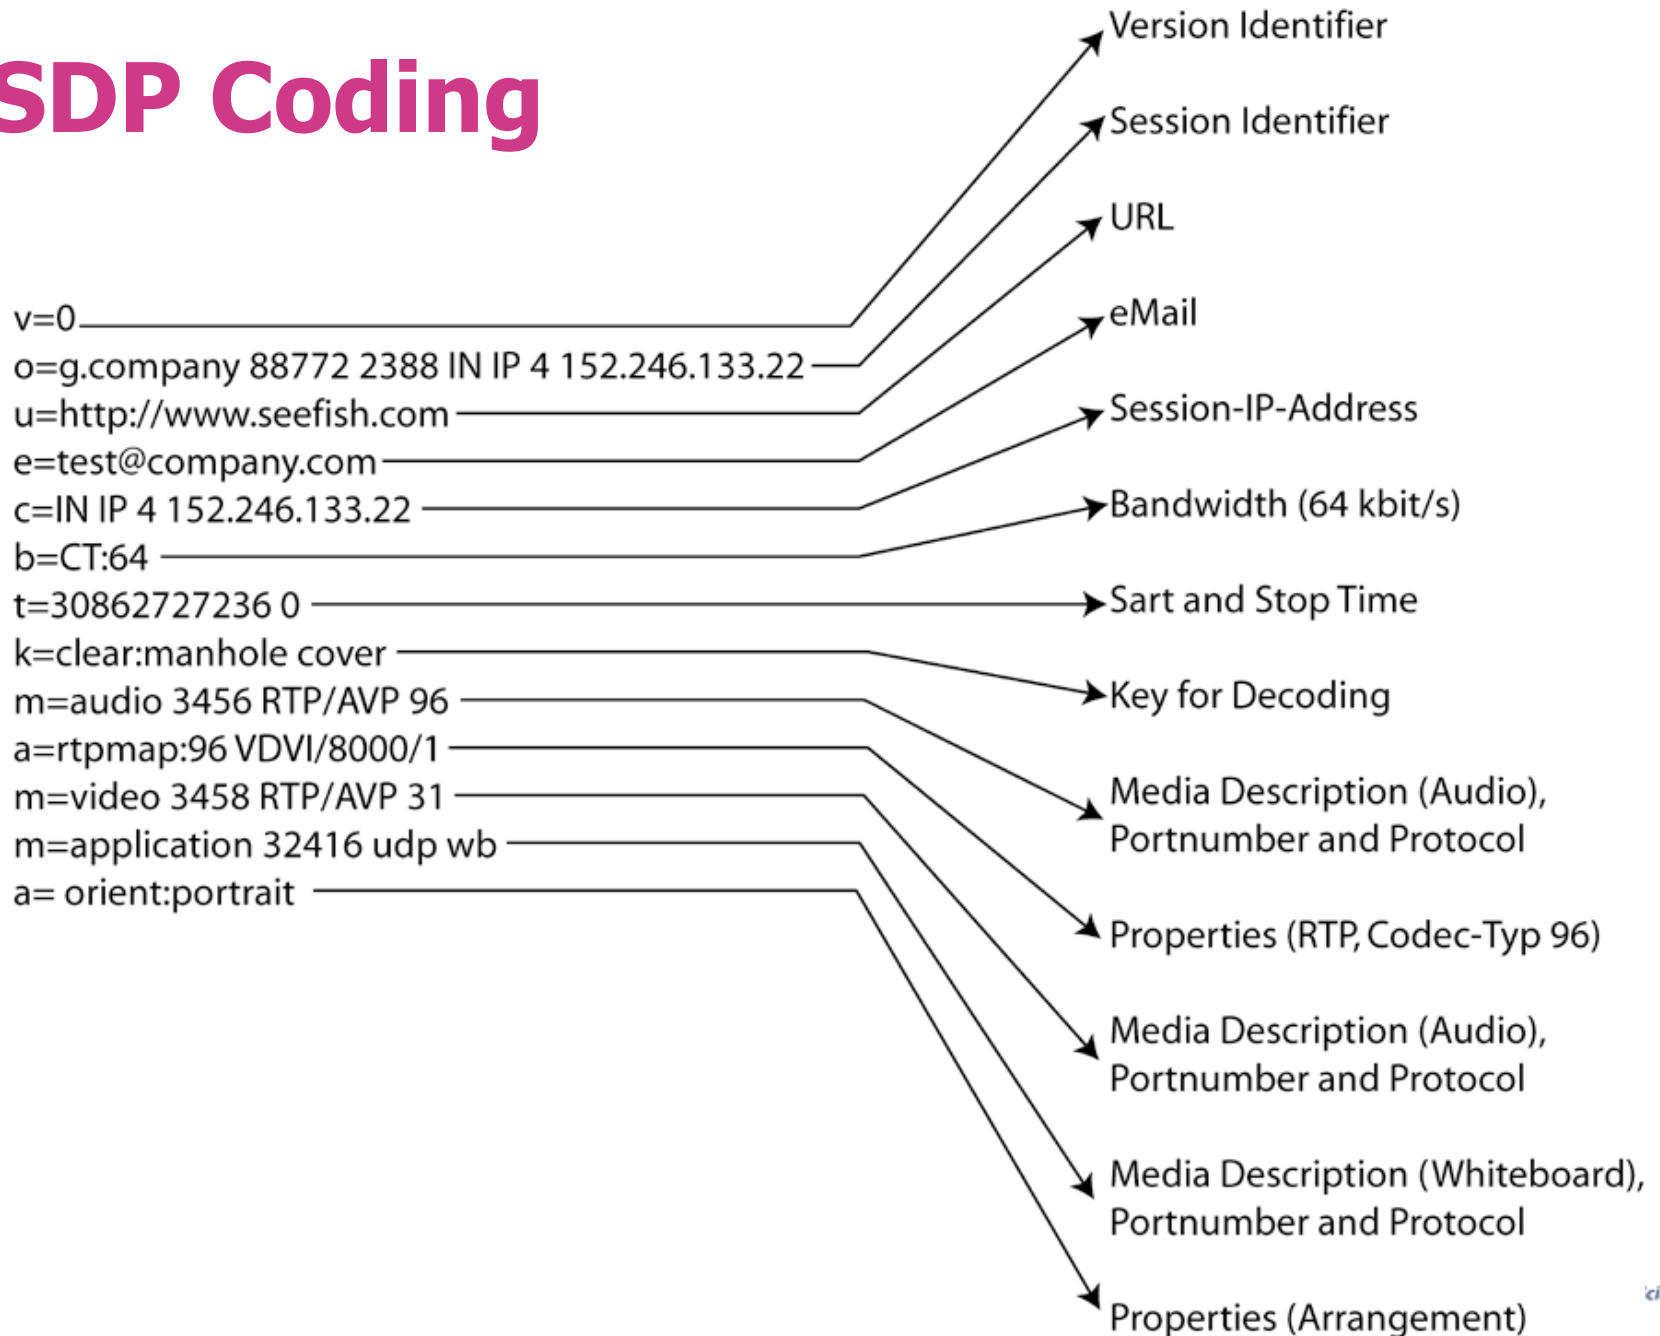 SDP Coding
v=0
o=g.company 88772 2388 IN IP 4 152.246.133.22
u=http://www.seefish.com
e=test@company.com
c=IN IP 4 152.246.133.22
b=CT:64
t=30862727236 0
k=clear:manhole cover
m=audio 3456 RTP/AVP 96
a=rtpmap:96 VDVI/8000/1
m=video 3458 RTP/AVP 31
m=application 32416 udp wb
a= orient:portrait
Version Identifier
Session Identifier
URL
eMail
Session-IP-Address
Bandwidth (64 kbit/s)
Sart and Stop Time
Key for Decoding
Media Description (Audio),
Portnumber and Protocol
Properties (RTP, Codec-Typ 96)
Media Description (Audio),
Portnumber and Protocol
Media Description (Whiteboard),
Portnumber and Protocol
Properties (Arrangement)